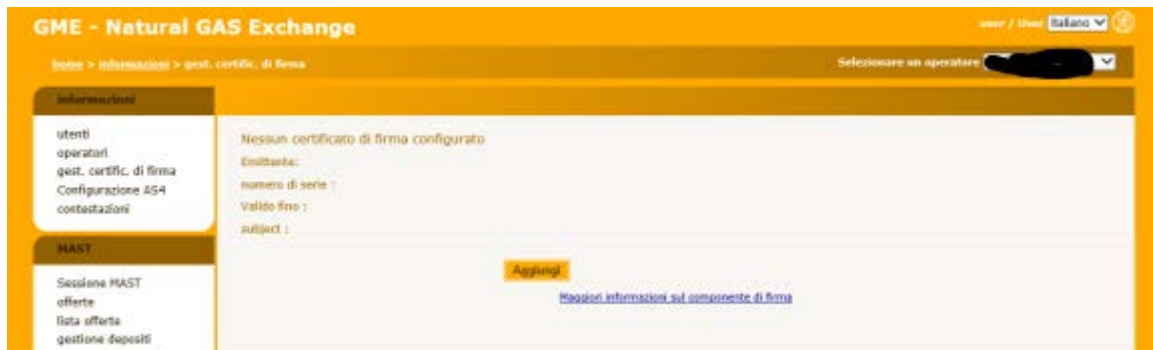 GME - Natural GAS Exchange
user / User Italiano
home > informazioni > gest. certific. di firma
Selezionare un operatore
informazioni
utenti
operatori
gest. certific. di firma
Configurazione AS4
contestazioni
Nessun certificato di firma configurato
Emittente:
numero di serie :
Valido fino :
subject :
MAST
Sessione MAST
offerte
lista offerte
gestione depositi
Aggiungi
Maggiori informazioni sul componente di firma